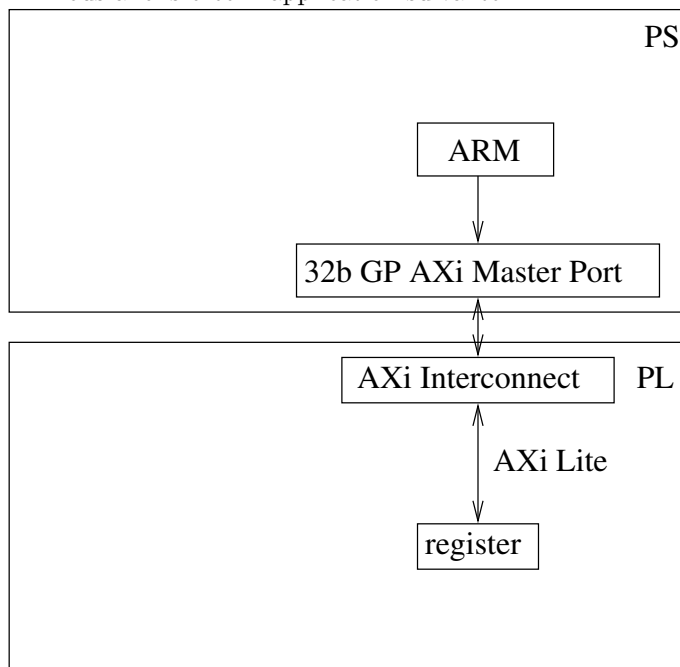 PS
ARM
32b GP AXi Master Port
AXi Interconnect
PL
AXi Lite
register